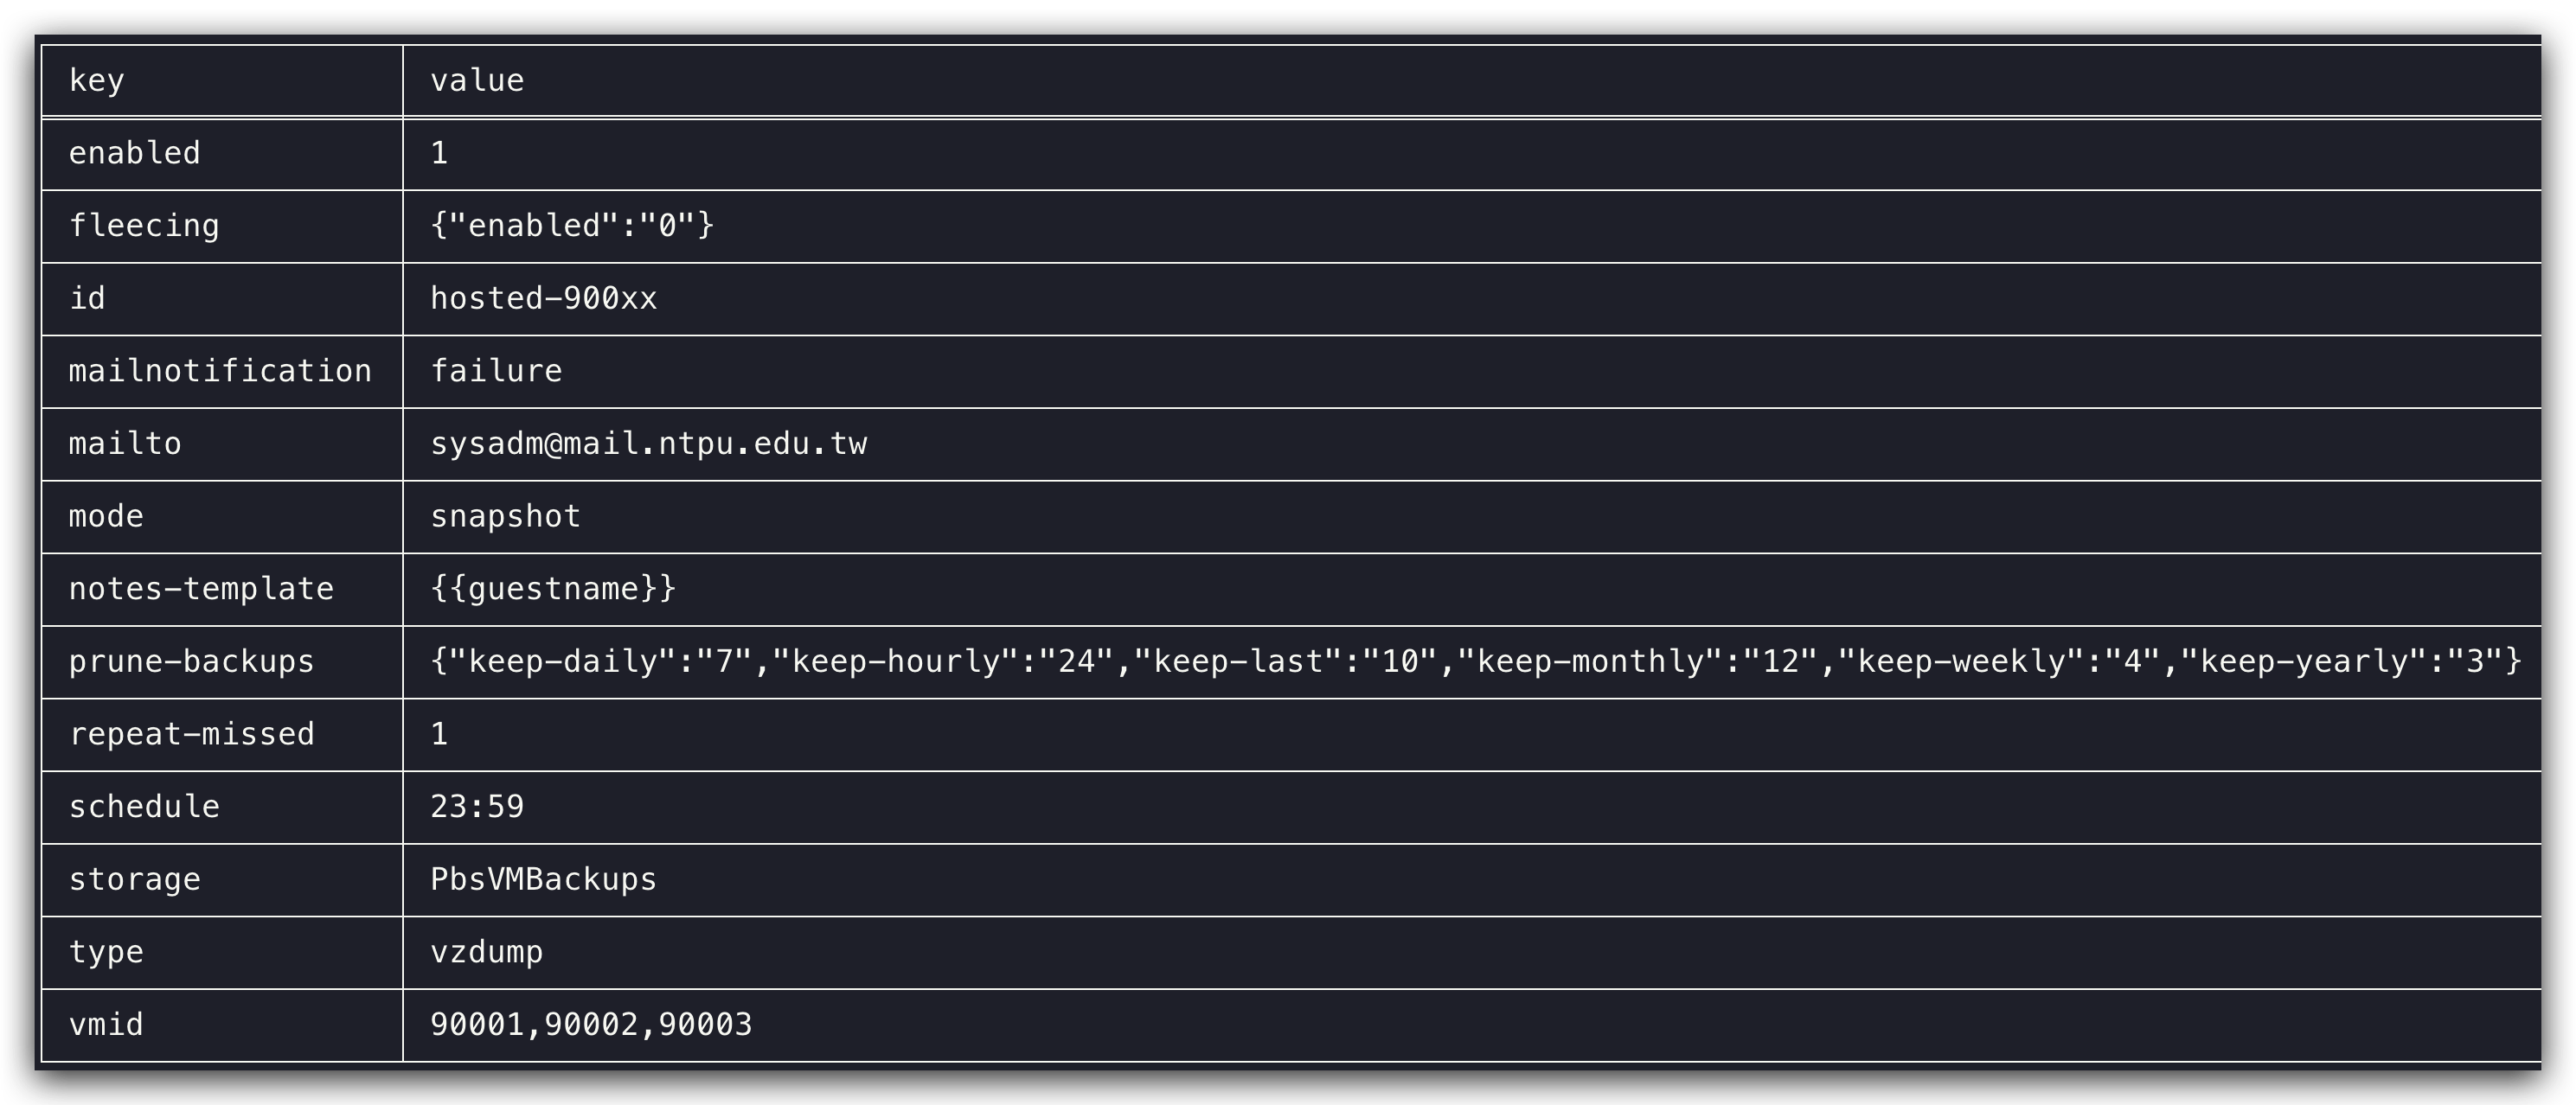 key value
enabled 1
fleecing {"enabled":"0"}
id hosted-900xx
mailnotification failure
mailto sysadm@mail.ntpu.edu.tw
mode snapshot
notes-template {{guestname}}
prune-backups {"keep-daily":"7","keep-hourly":"24","keep-last":"10","keep-monthly":"12","keep-weekly":"4","keep-yearly":"3"}
repeat-missed 1
schedule 23:59
storage PbsVMBackups
type vzdump
vmid 90001,90002,90003